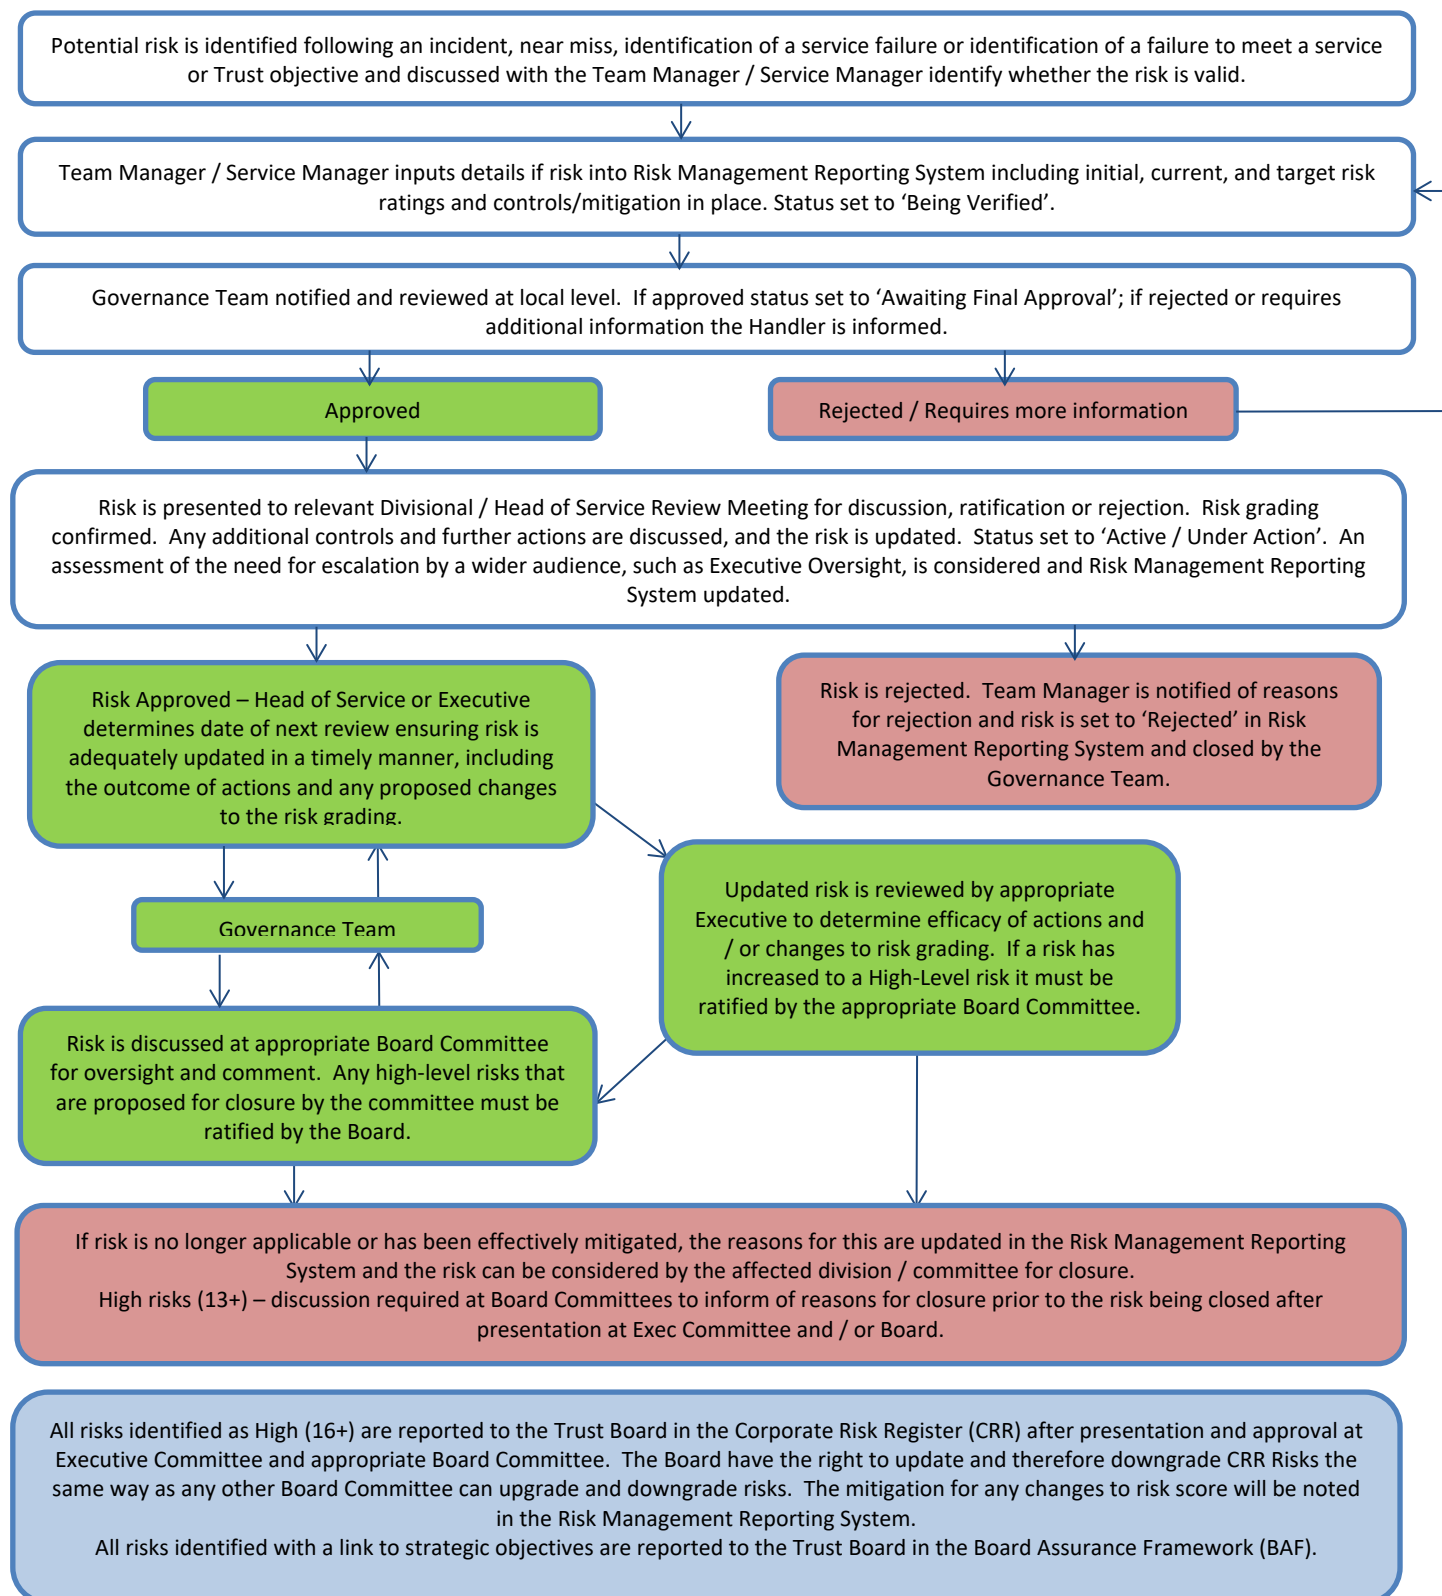 Potential risk is identified following an incident, near miss, identification of a service failure or identification of a failure to meet a service
or Trust objective and discussed with the Team Manager / Service Manager identify whether the risk is valid.
Team Manager / Service Manager inputs details if risk into Risk Management Reporting System including initial, current, and target risk
ratings and controls/mitigation in place. Status set to ‘Being Verified’.
Governance Team notified and reviewed at local level. If approved status set to ‘Awaiting Final Approval’; if rejected or requires
additional information the Handler is informed.
Approved
Rejected / Requires more information
Risk is presented to relevant Divisional / Head of Service Review Meeting for discussion, ratification or rejection. Risk grading
confirmed. Any additional controls and further actions are discussed, and the risk is updated. Status set to ‘Active / Under Action’. An
assessment of the need for escalation by a wider audience, such as Executive Oversight, is considered and Risk Management Reporting
System updated.
Risk Approved – Head of Service or Executive
determines date of next review ensuring risk is
adequately updated in a timely manner, including
the outcome of actions and any proposed changes
to the risk grading.
Risk is rejected. Team Manager is notified of reasons
for rejection and risk is set to ‘Rejected’ in Risk
Management Reporting System and closed by the
Governance Team.
Governance Team
Updated risk is reviewed by appropriate
Executive to determine efficacy of actions and
/ or changes to risk grading. If a risk has
increased to a High-Level risk it must be
ratified by the appropriate Board Committee.
Risk is discussed at appropriate Board Committee
for oversight and comment. Any high-level risks that
are proposed for closure by the committee must be
ratified by the Board.
If risk is no longer applicable or has been effectively mitigated, the reasons for this are updated in the Risk Management Reporting
System and the risk can be considered by the affected division / committee for closure.
High risks (13+) – discussion required at Board Committees to inform of reasons for closure prior to the risk being closed after
presentation at Exec Committee and / or Board.
All risks identified as High (16+) are reported to the Trust Board in the Corporate Risk Register (CRR) after presentation and approval at
Executive Committee and appropriate Board Committee. The Board have the right to update and therefore downgrade CRR Risks the
same way as any other Board Committee can upgrade and downgrade risks. The mitigation for any changes to risk score will be noted
in the Risk Management Reporting System.
All risks identified with a link to strategic objectives are reported to the Trust Board in the Board Assurance Framework (BAF).